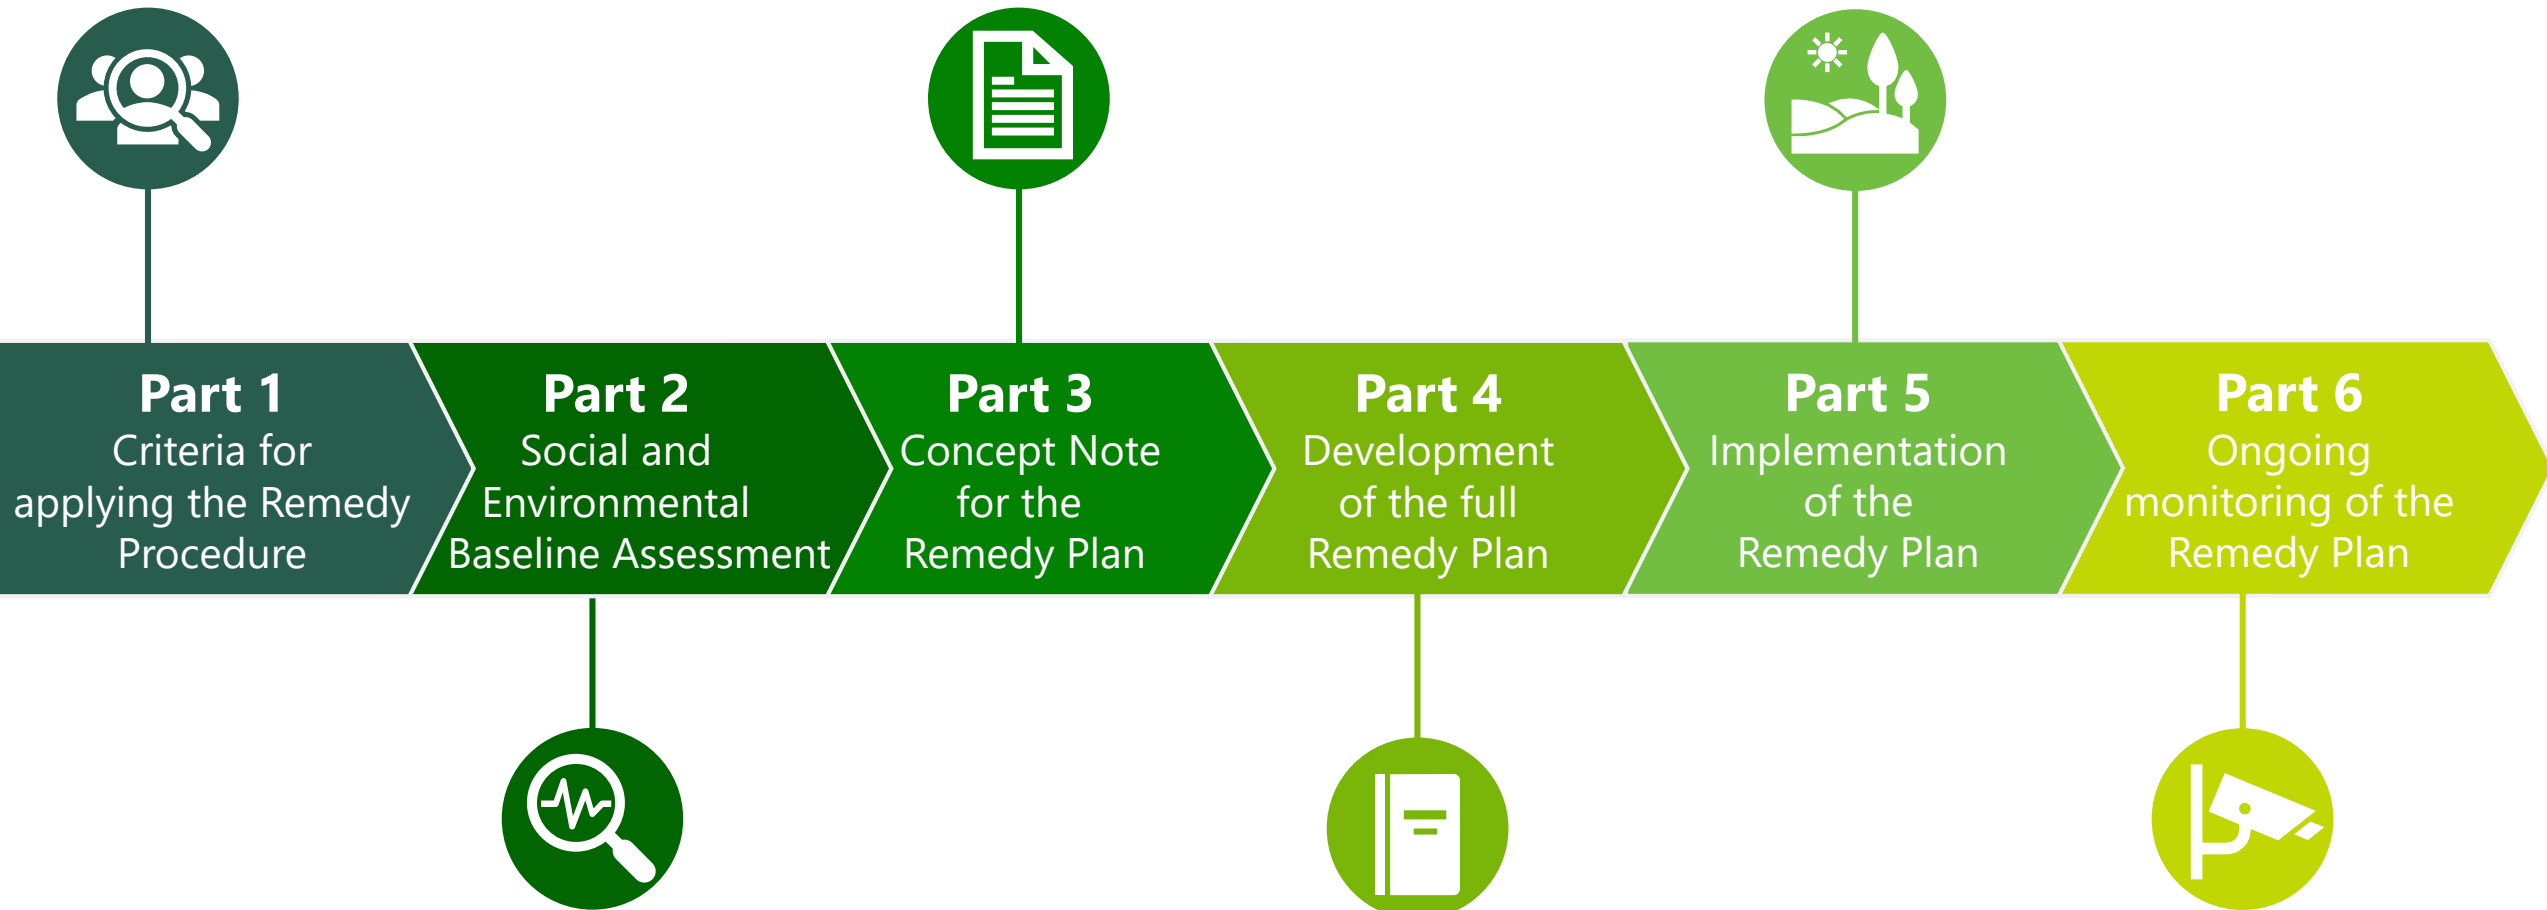 Part 1
Criteria for
applying the Remedy
Procedure
Part 2
Social and
Environmental
Baseline Assessment
Part 3
Concept Note
for the
Remedy Plan
Part 4
Development
of the full
Remedy Plan
Part 5
Implementation
of the
Remedy Plan
Part 6
Ongoing
monitoring of the
Remedy Plan